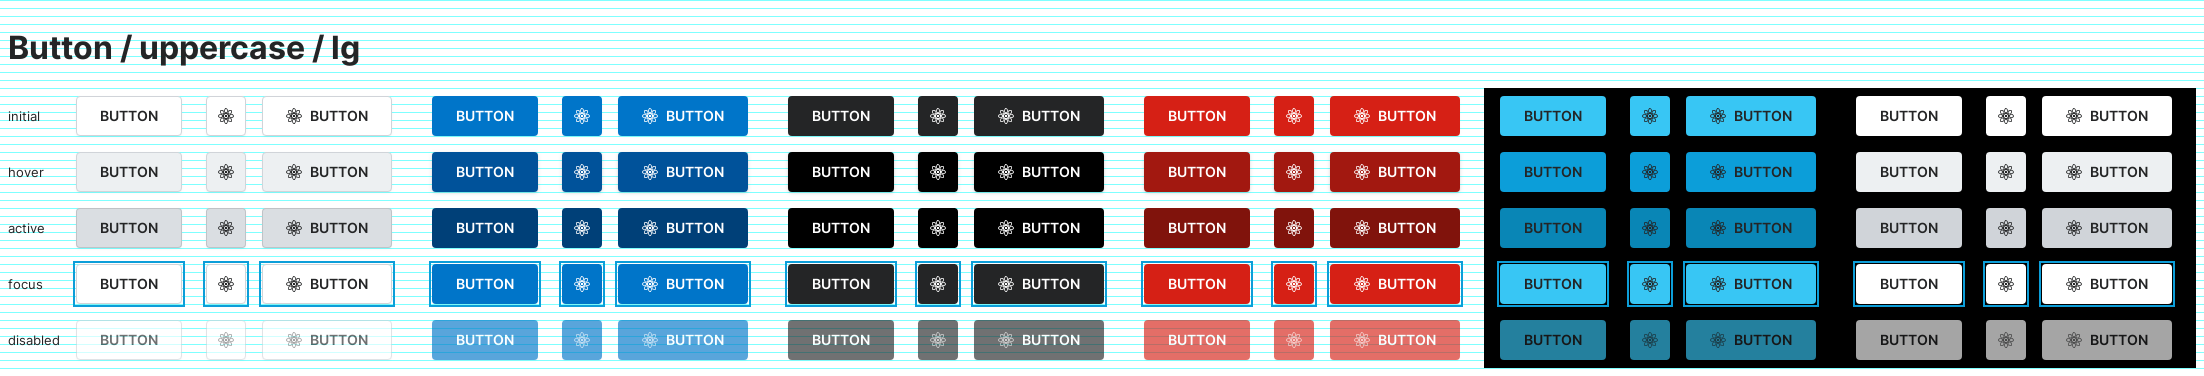 Button / uppercase / lg
initial BUTTON BUTTON BUTTON BUTTON BUTTON BUTTON BUTTON BUTTON BUTTON BUTTON BUTTON BUTTON
hover BUTTON BUTTON BUTTON BUTTON BUTTON BUTTON BUTTON BUTTON BUTTON BUTTON BUTTON BUTTON
active BUTTON BUTTON BUTTON BUTTON BUTTON BUTTON BUTTON BUTTON BUTTON BUTTON BUTTON BUTTON
focus BUTTON BUTTON BUTTON BUTTON BUTTON BUTTON BUTTON BUTTON BUTTON BUTTON BUTTON BUTTON
disabled BUTTON BUTTON BUTTON BUTTON BUTTON BUTTON BUTTON BUTTON BUTTON BUTTON BUTTON BUTTON